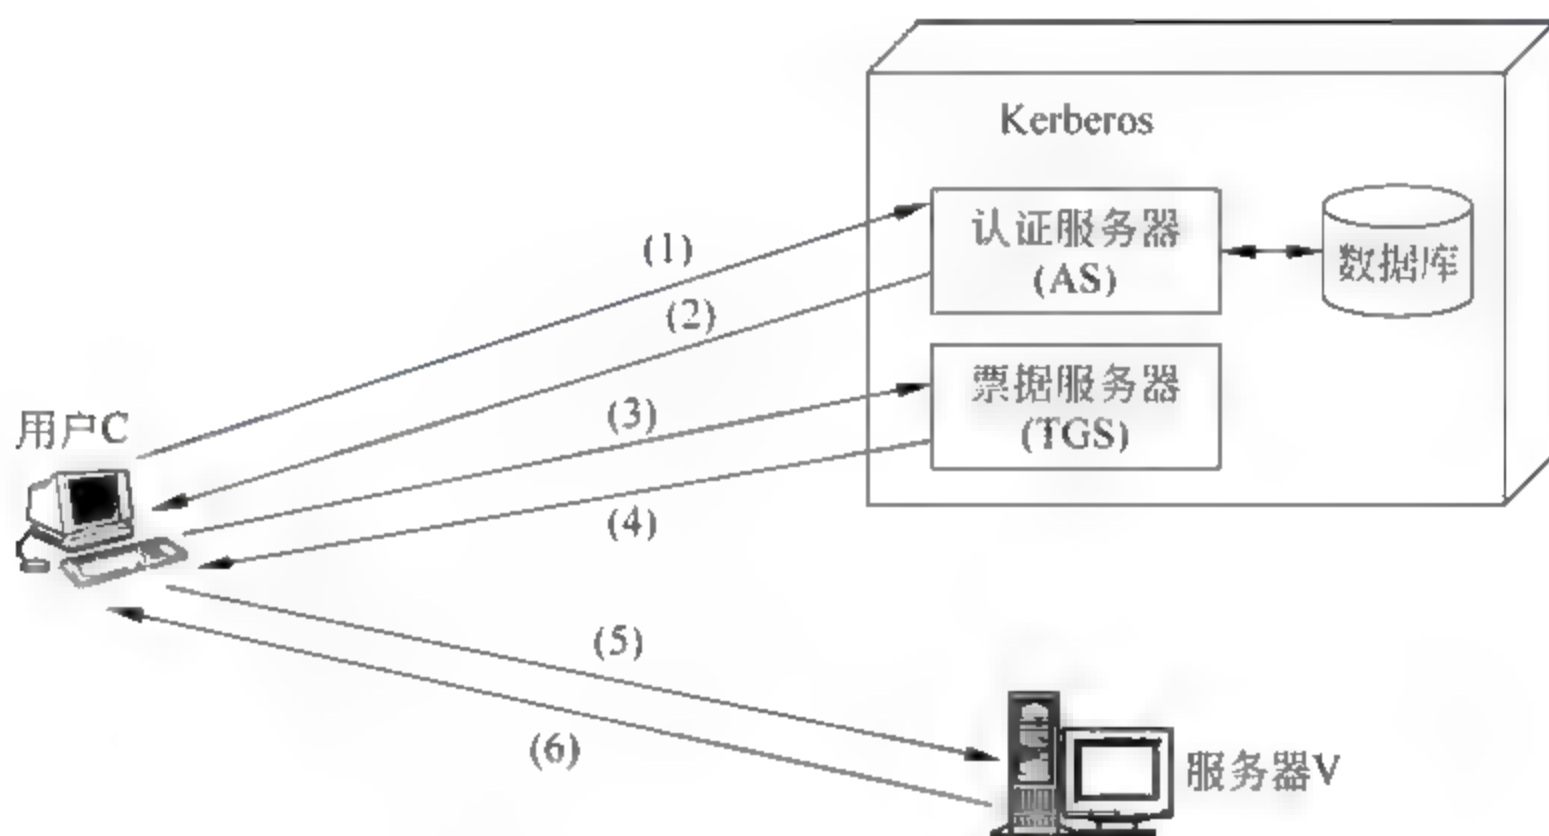 Kerberos
认证服务器
(AS)
数据库
(1)
(2)
票据服务器
(TGS)
(3)
用户C
(4)
(5)
(6)
服务器V